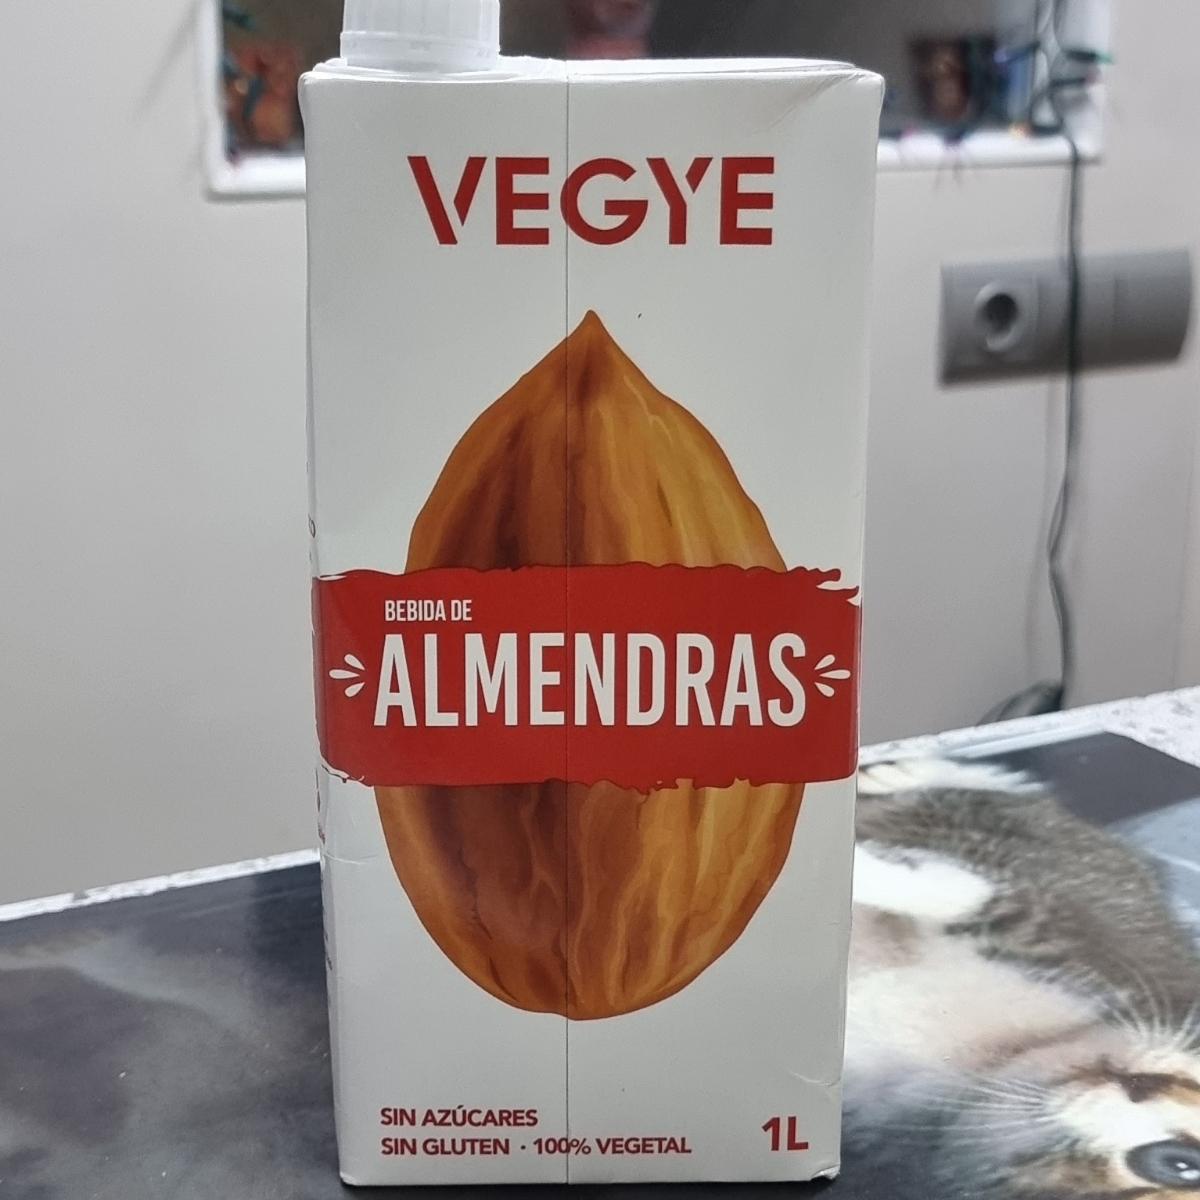 VEGYE
BEBIDA DE
ALMENDRAS
SIN AZÚCARES
SIN GLUTEN · 100% VEGETAL
1L